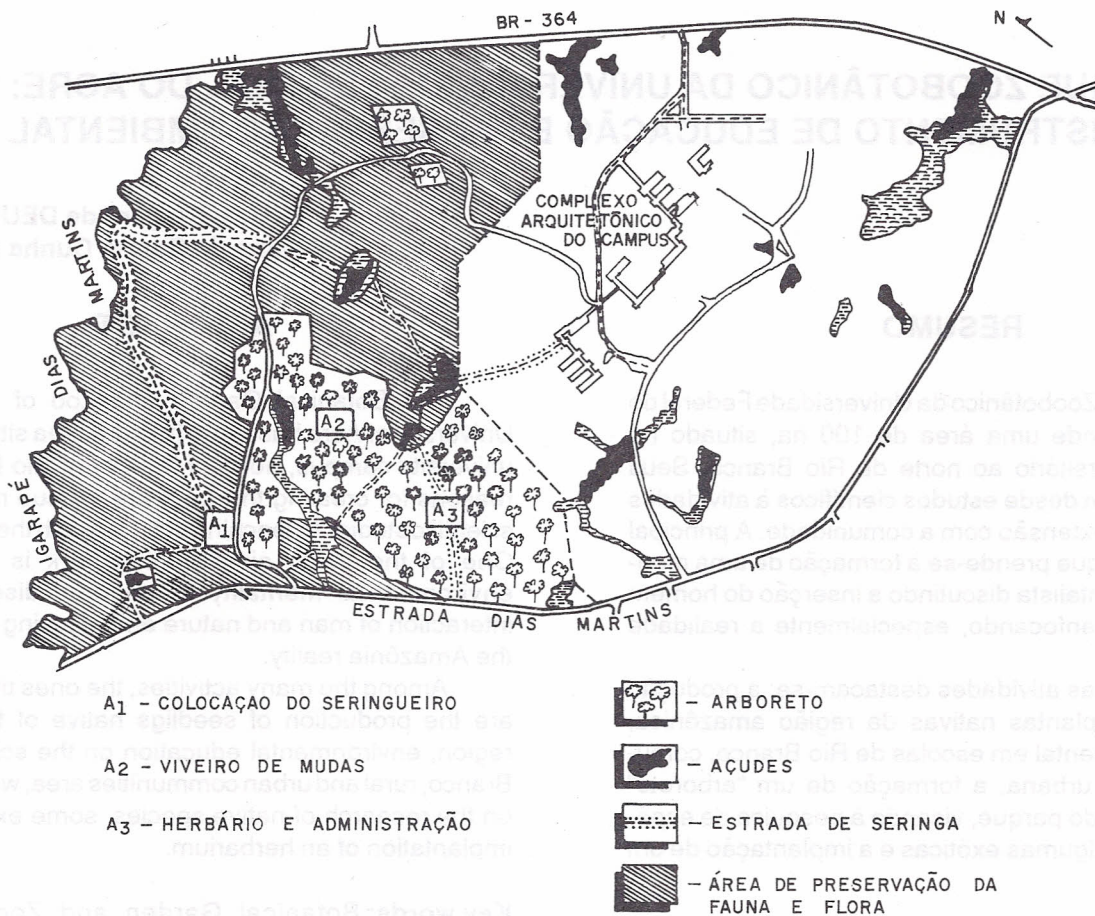 BR - 364
N
COMPLEXO
ARQUITETÔNICO
DO CAMPUS
IGARAPÉ DIAS MARTINS
A2
A3
A1
ESTRADA DIAS MARTINS
A1 - COLOCAÇAO DO SERINGUEIRO
A2 - VIVEIRO DE MUDAS
A3 - HERBÁRIO E ADMINISTRAÇÃO
- ARBORETO
- AÇUDES
- ESTRADA DE SERINGA
- ÁREA DE PRESERVAÇÃO DA
FAUNA E FLORA